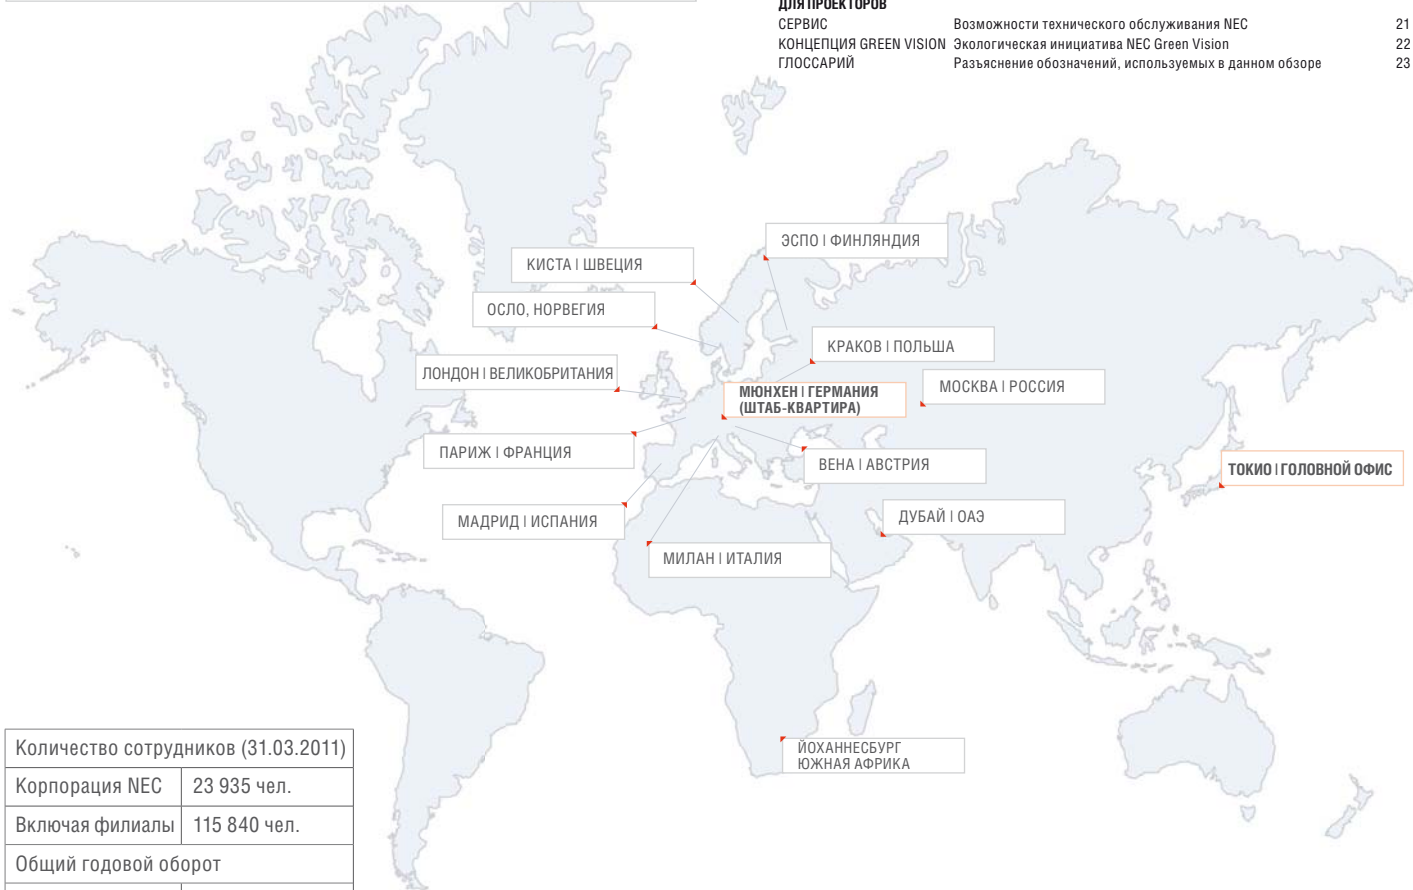 ДЛЯ ПРОЕКТОРОВ
СЕРВИС Возможности технического обслуживания NEC 21
КОНЦЕПЦИЯ GREEN VISION Экологическая инициатива NEC Green Vision 22
ГЛОССАРИЙ Разъяснение обозначений, используемых в данном обзоре 23
ЭСПО | ФИНЛЯНДИЯ
КИСТА | ШВЕЦИЯ
ОСЛО, НОРВЕГИЯ
КРАКОВ | ПОЛЬША
ЛОНДОН | ВЕЛИКОБРИТАНИЯ
МЮНХЕН | ГЕРМАНИЯ
(ШТАБ-КВАРТИРА)
МОСКВА | РОССИЯ
ПАРИЖ | ФРАНЦИЯ
ВЕНА | АВСТРИЯ
ТОКИО | ГОЛОВНОЙ ОФИС
МАДРИД | ИСПАНИЯ
ДУБАЙ | ОАЭ
МИЛАН | ИТАЛИЯ
ЙОХАННЕСБУРГ
ЮЖНАЯ АФРИКА
Количество сотрудников (31.03.2011)
Корпорация NEC 23 935 чел.
Включая филиалы 115 840 чел.
Общий годовой оборот